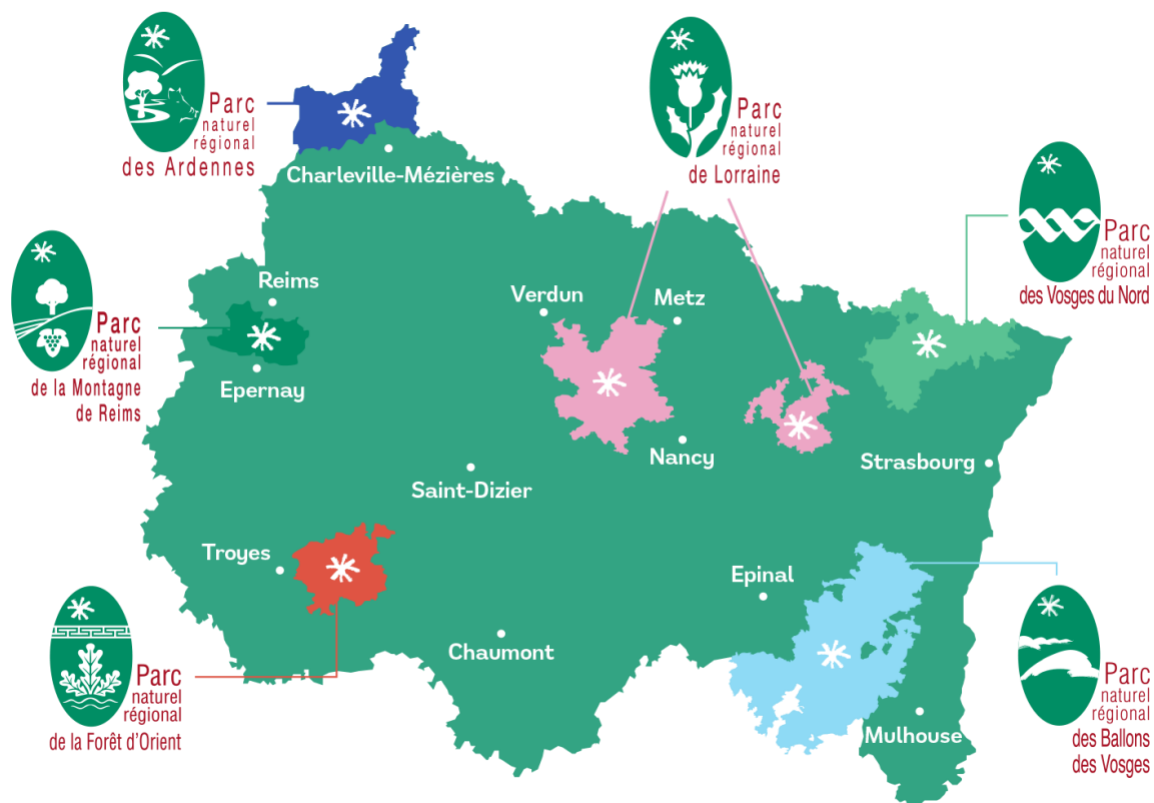 Parc
naturel
régional
des Ardennes
Parc
naturel
régional
de Lorraine
Charleville-Mézières
Parc
naturel
régional
des Vosges du Nord
Reims
Verdun
Metz
Parc
naturel
régional
de la Montagne
de Reims
Epernay
Nancy
Strasbourg
Saint-Dizier
Troyes
Epinal
Chaumont
Parc
naturel
régional
de la Forêt d'Orient
Mulhouse
Parc
naturel
régional
des Ballons
des Vosges